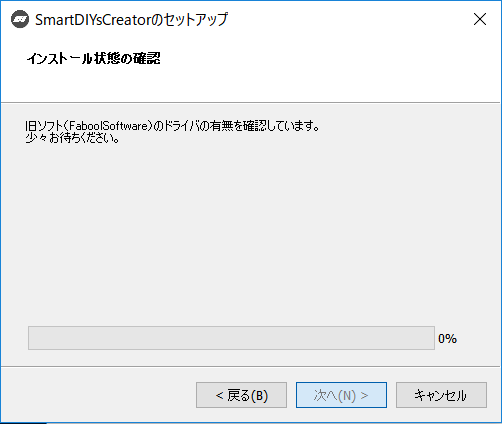 SmartDIYsCreatorのセットアップ
インストール状態の確認
旧ソフト(FaboolSoftware)のドライバの有無を確認しています。
少々お待ちください。
0%
< 戻る(B)
次へ(N) >
キャンセル